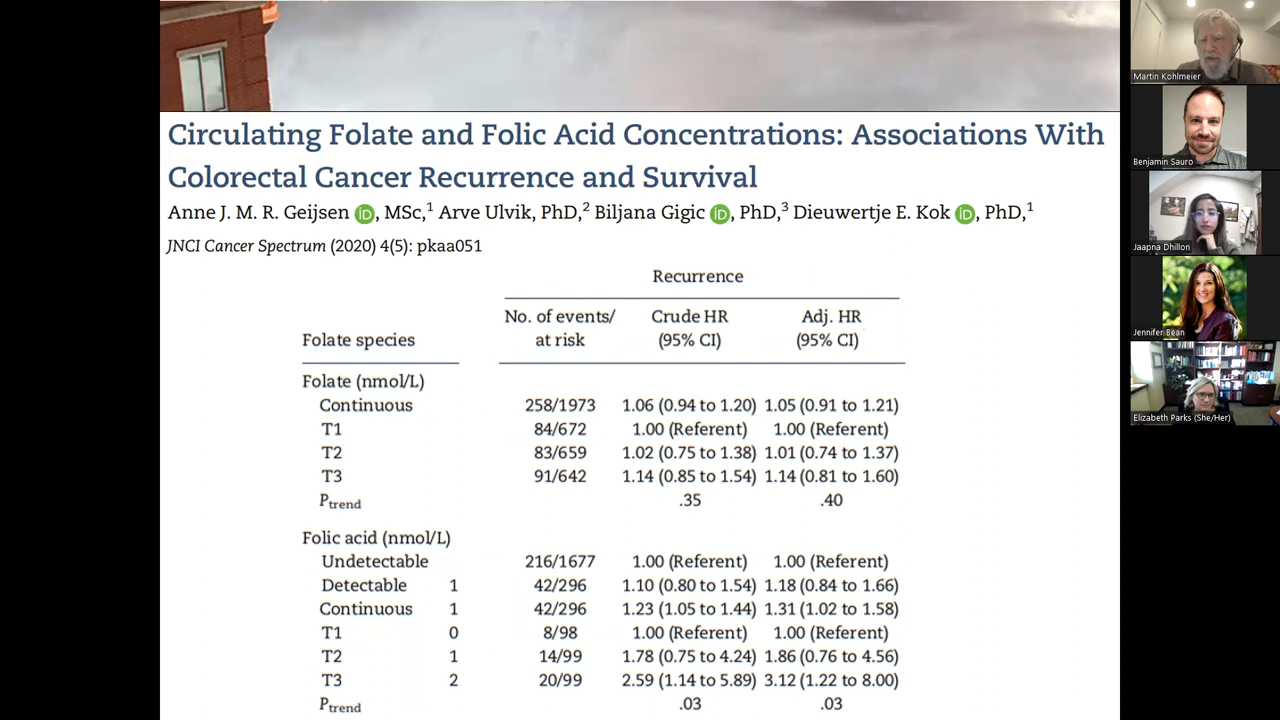 Circulating Folate and Folic Acid Concentrations: Associations With
Colorectal Cancer Recurrence and Survival
Anne J. M. R. Geijsen iD, MSc,1 Arve Ulvik, PhD,2 Biljana Gigic iD, PhD,3 Dieuwertje E. Kok iD, PhD,1
JNCI Cancer Spectrum (2020) 4(5): pkaa051
Recurrence
No. of events/ Crude HR Adj. HR
Folate species at risk (95% CI) (95% CI)
Folate (nmol/L)
Continuous 258/1973 1.06 (0.94 to 1.20) 1.05 (0.91 to 1.21)
T1 84/672 1.00 (Referent) 1.00 (Referent)
T2 83/659 1.02 (0.75 to 1.38) 1.01 (0.74 to 1.37)
T3 91/642 1.14 (0.85 to 1.54) 1.14 (0.81 to 1.60)
Ptrend .35 .40
Folic acid (nmol/L)
Undetectable 216/1677 1.00 (Referent) 1.00 (Referent)
Detectable 1 42/296 1.10 (0.80 to 1.54) 1.18 (0.84 to 1.66)
Continuous 1 42/296 1.23 (1.05 to 1.44) 1.31 (1.02 to 1.58)
T1 0 8/98 1.00 (Referent) 1.00 (Referent)
T2 1 14/99 1.78 (0.75 to 4.24) 1.86 (0.76 to 4.56)
T3 2 20/99 2.59 (1.14 to 5.89) 3.12 (1.22 to 8.00)
Ptrend .03 .03
Martin Kohlmeier
Benjamin Sauro
Jaapna Dhillon
Jennifer Bean
Elizabeth Parks (She/Her)